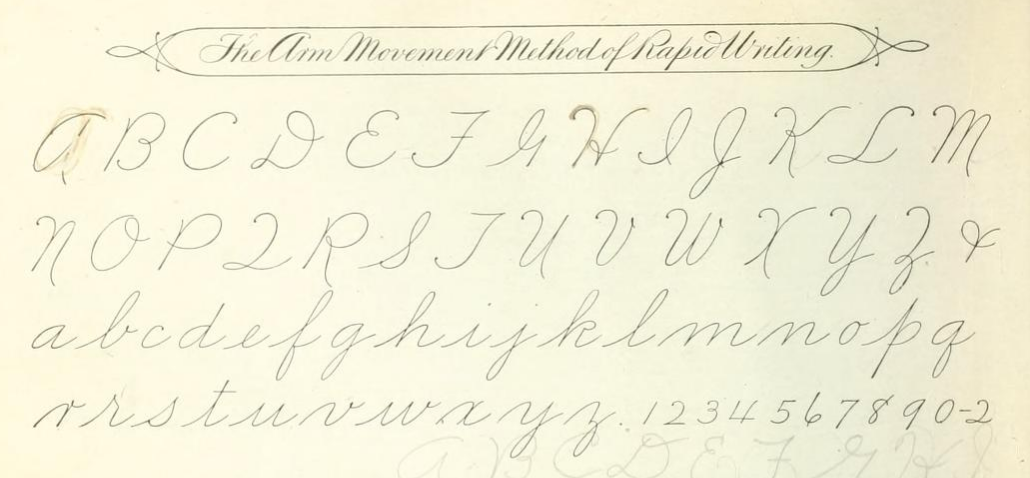 The Arm Movement Method of Rapid Writing.
A B C D E F G H I J K L M
N O P Q R S T U V W X Y Z &
a b c d e f g h i j k l m n o p q
r r s t u v w x y z. 1 2 3 4 5 6 7 8 9 0-2
A B C D E F G H I